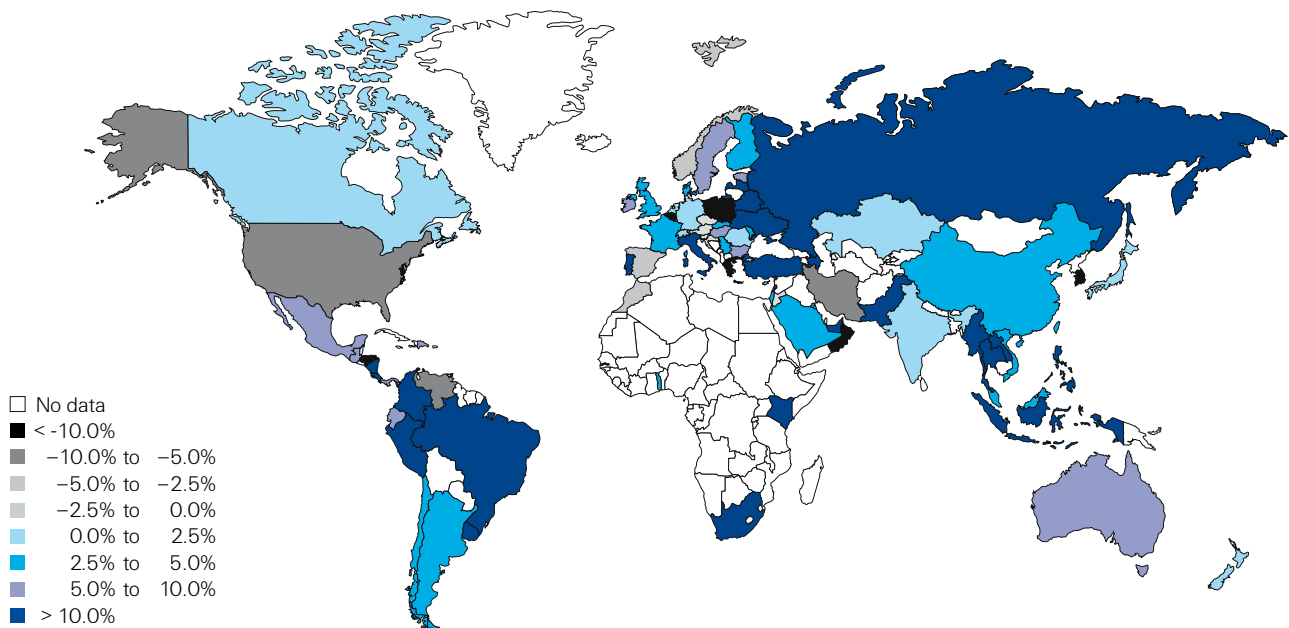 No data
< -10.0%
−10.0% to −5.0%
−5.0% to −2.5%
−2.5% to 0.0%
0.0% to 2.5%
2.5% to 5.0%
5.0% to 10.0%
> 10.0%